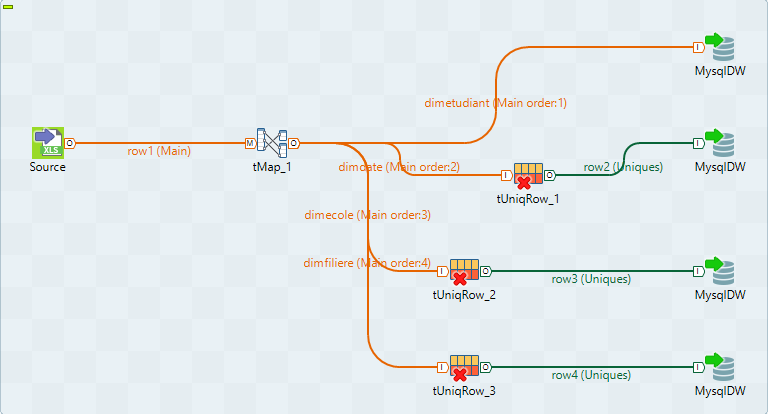 MysqlDW
dimetudiant (Main order:1)
XLS
O
M
O
I
row1 (Main)
Source
tMap_1
dimdate (Main order:2)
I
O
row2 (Uniques)
I
MysqlDW
tUniqRow_1
dimecole (Main order:3)
dimfiliere (Main order:4)
I
O
row3 (Uniques)
I
tUniqRow_2
MysqlDW
I
O
row4 (Uniques)
I
tUniqRow_3
MysqlDW